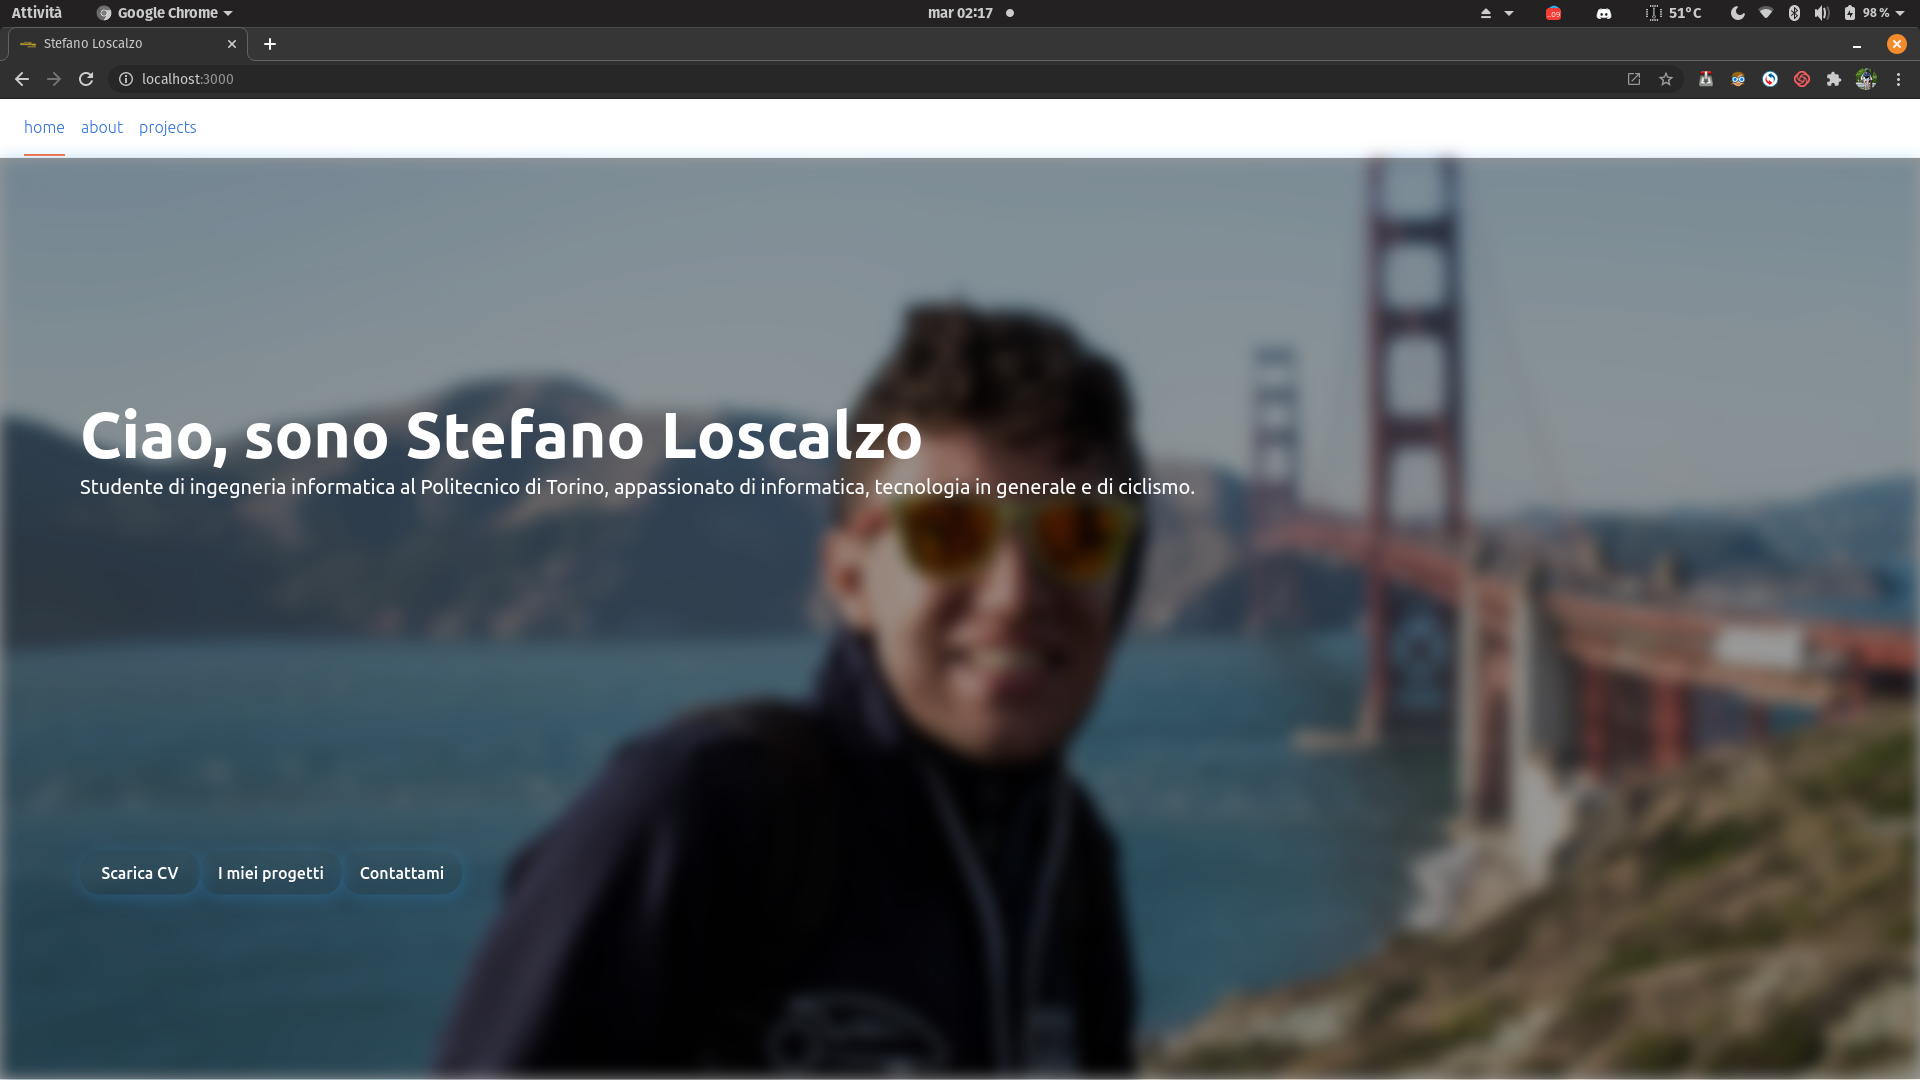 Attività Google Chrome mar 02:17 51°C 98 %
Stefano Loscalzo
localhost:3000
home about projects
Ciao, sono Stefano Loscalzo
Studente di ingegneria informatica al Politecnico di Torino, appassionato di informatica, tecnologia in generale e di ciclismo.
Scarica CV I miei progetti Contattami